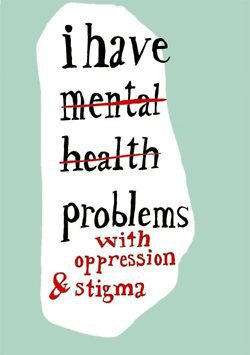 i have
mental
health
problems
with
oppression
& stigma